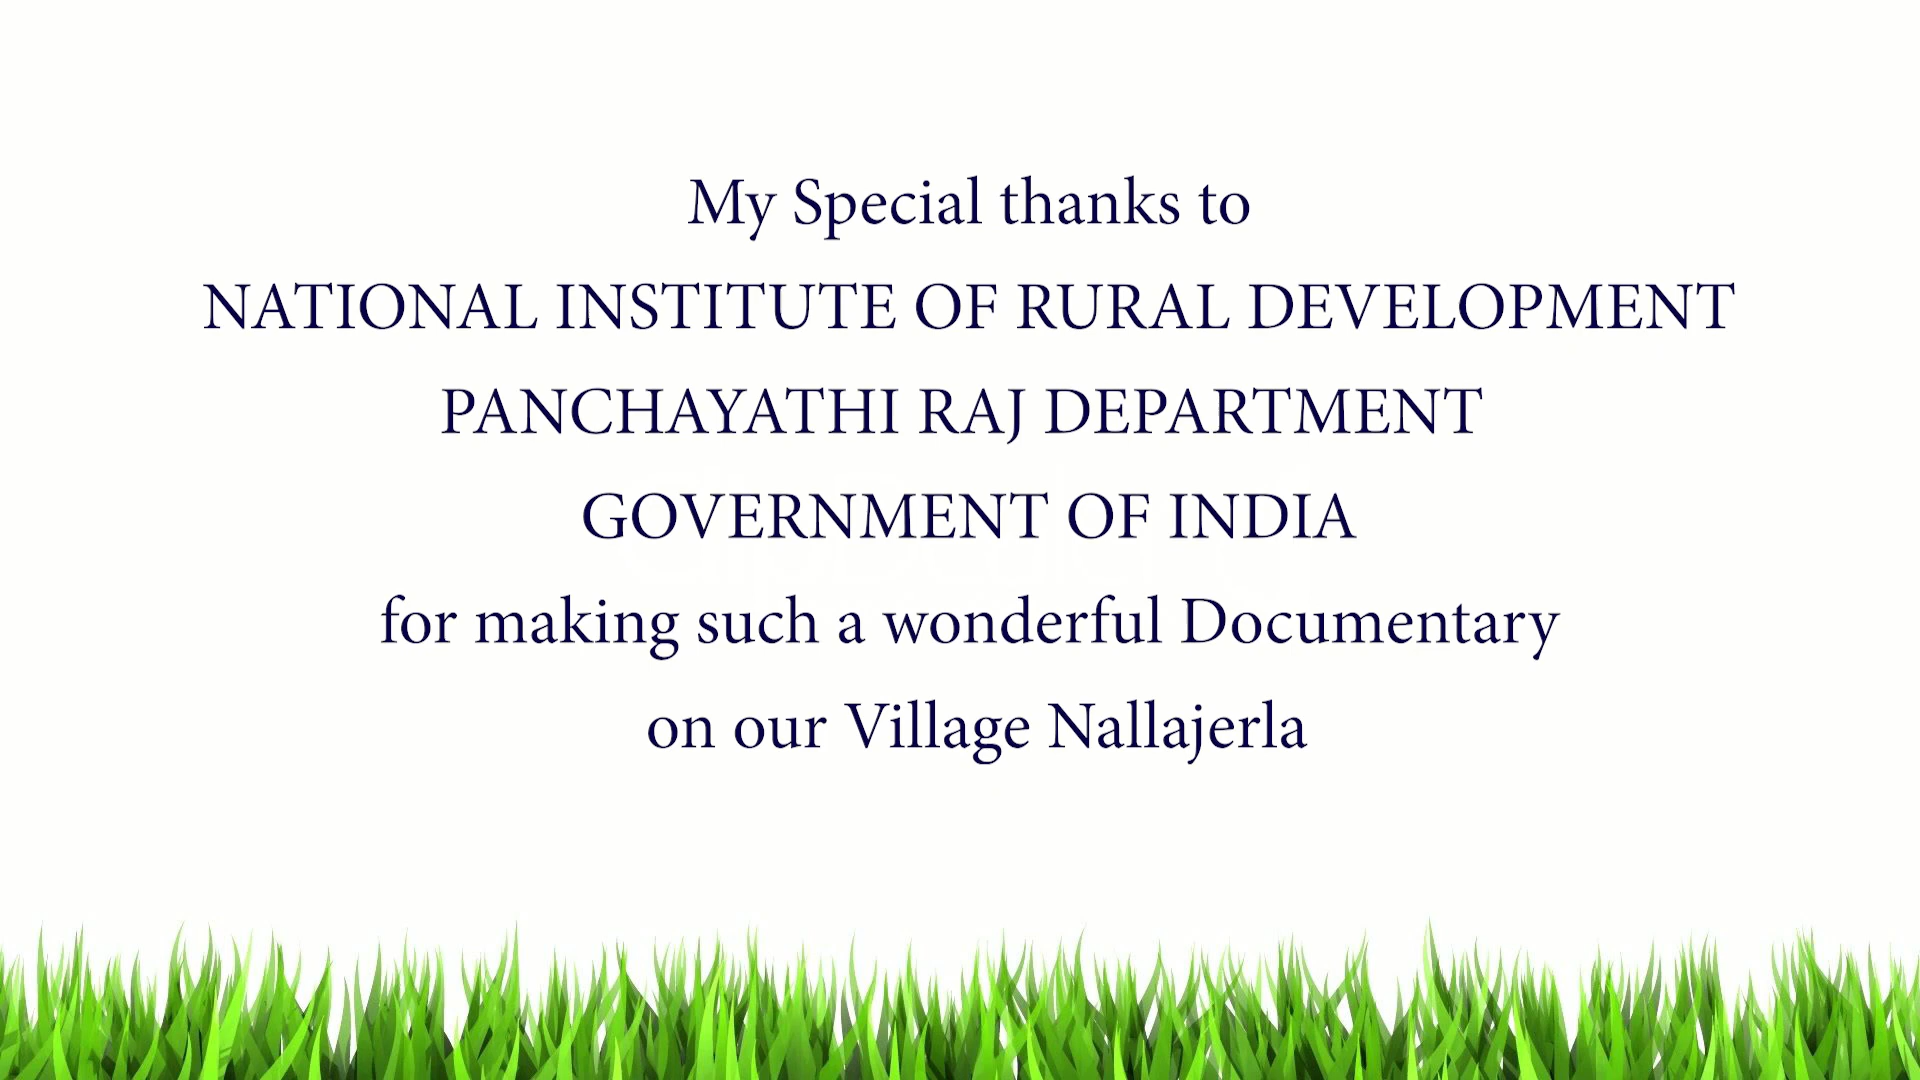 My Special thanks to
NATIONAL INSTITUTE OF RURAL DEVELOPMENT
PANCHAYATHI RAJ DEPARTMENT
GOVERNMENT OF INDIA
for making such a wonderful Documentary
on our Village Nallajerla